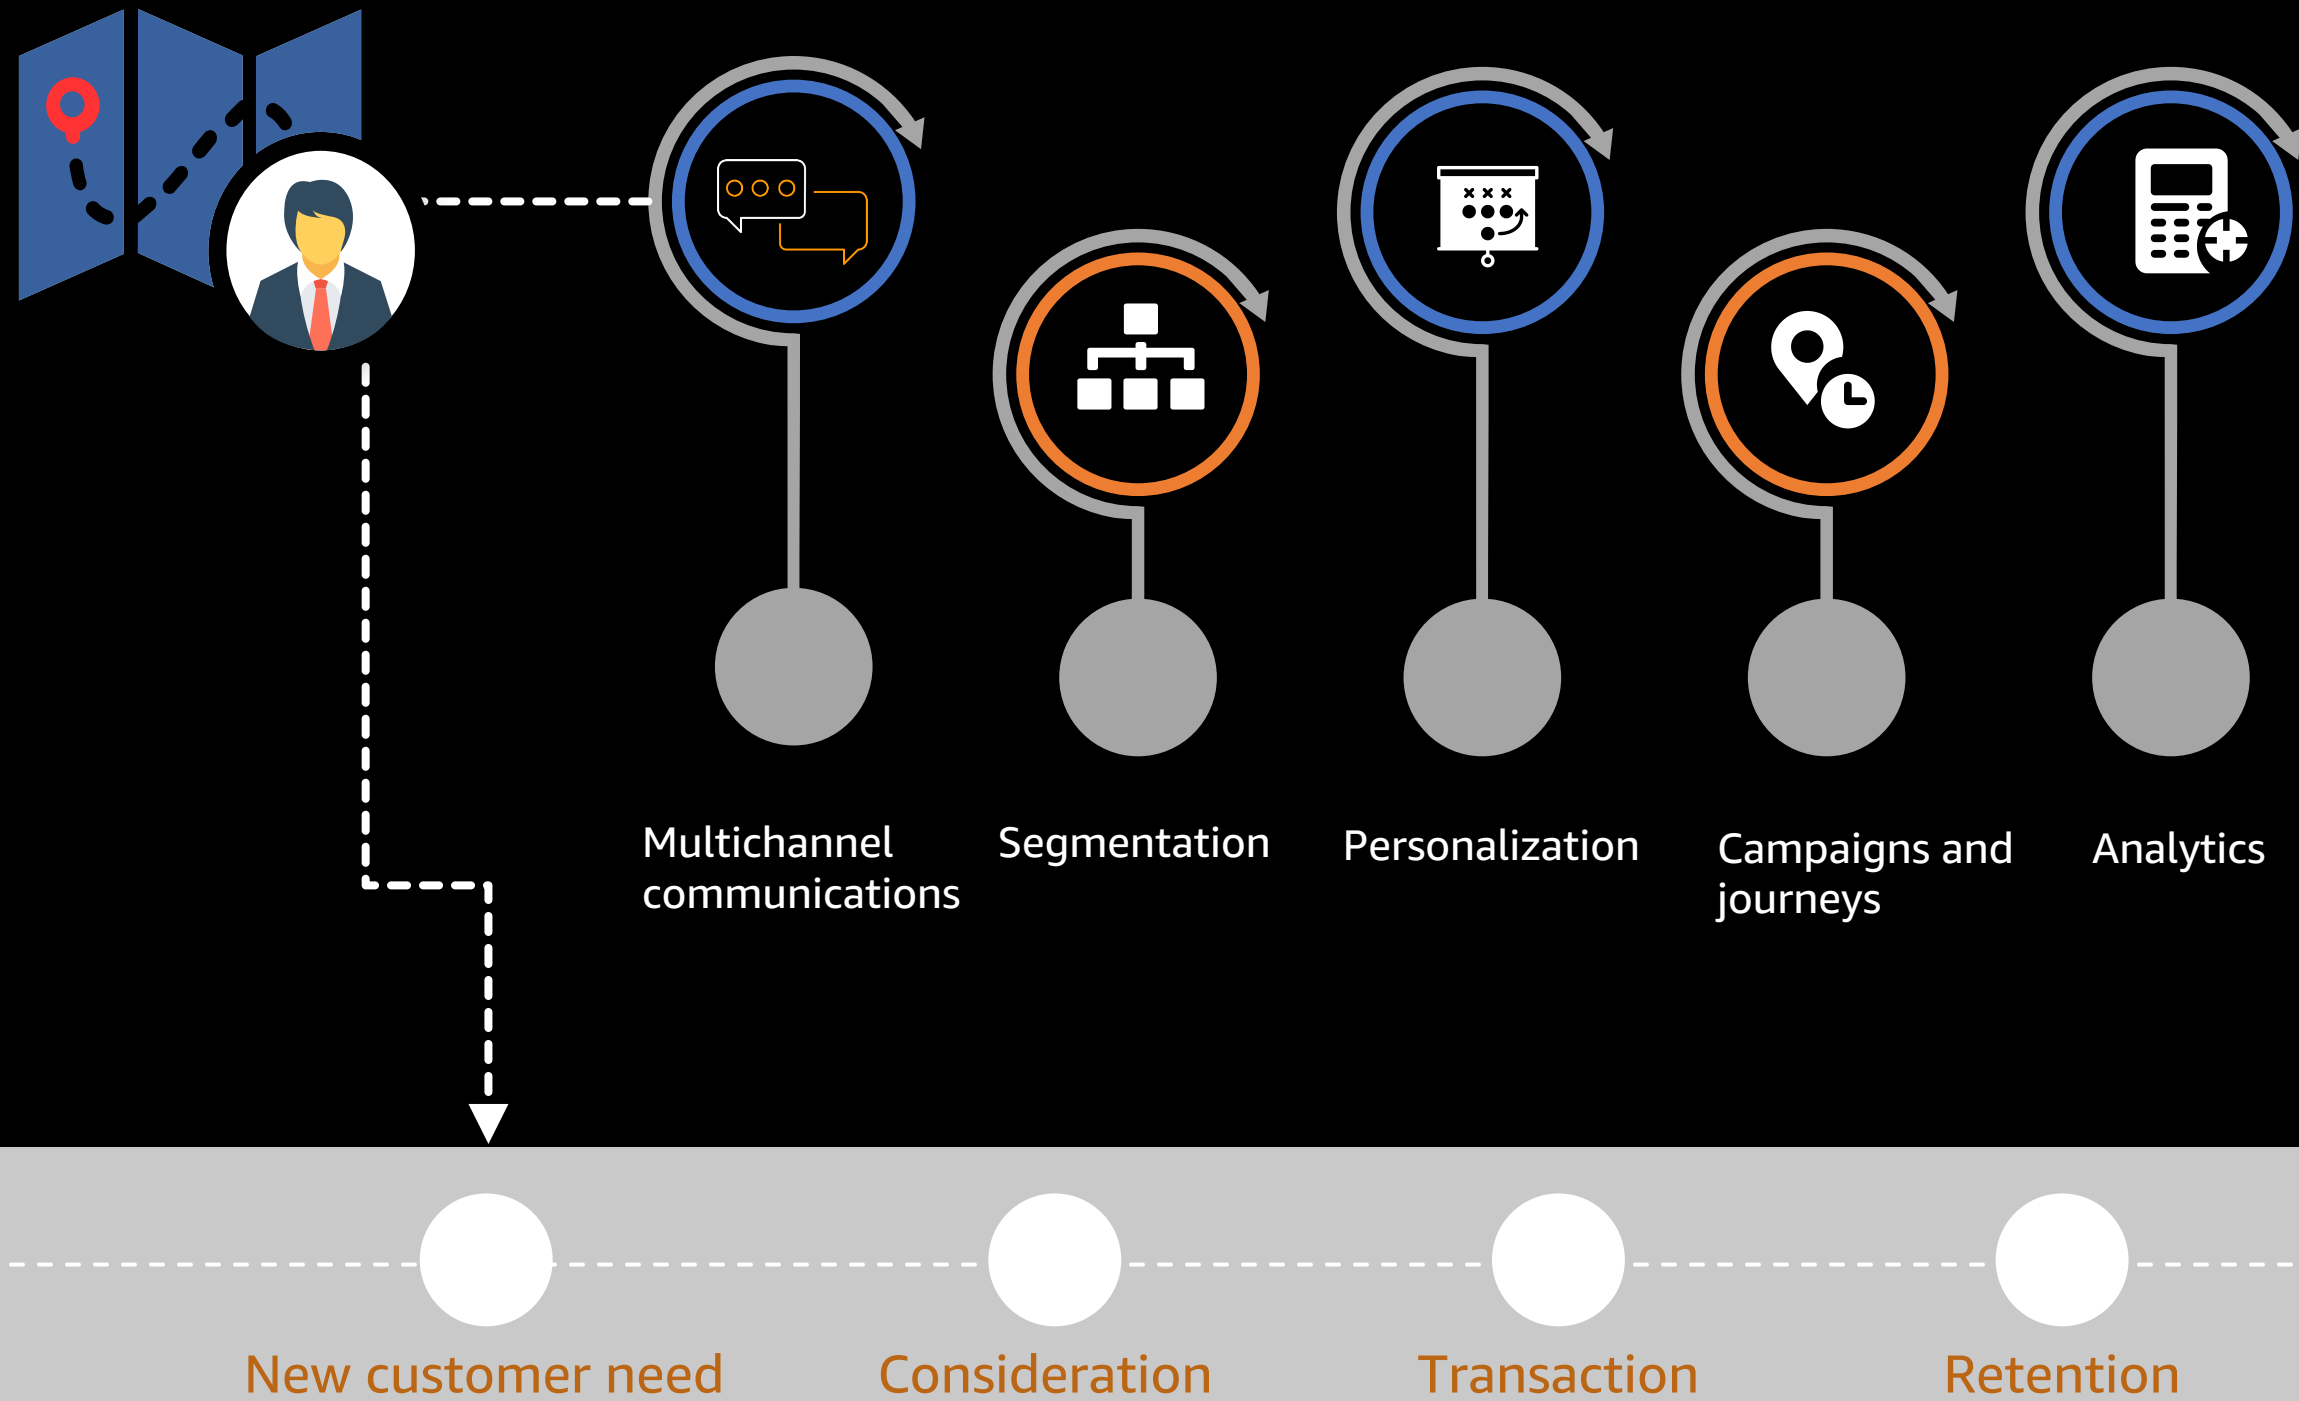 Multichannel
communications
Segmentation
Personalization
Campaigns and
journeys
Analytics
New customer need
Consideration
Transaction
Retention